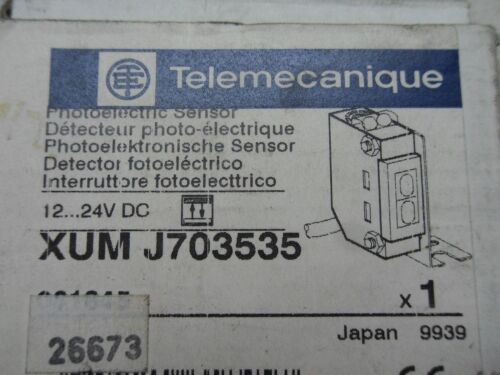 Telemecanique
Photoelectric Sensor
Détecteur photo-électrique
Photoelektronische Sensor
Detector fotoeléctrico
Interruttore fotoelecttrico
12...24V DC
XUM J703535
x 1
26673
Japan 9939
CE